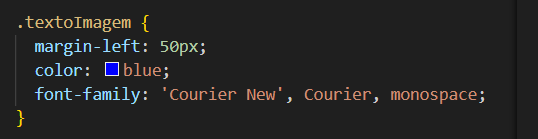 .textoImagem {
  margin-left: 50px;
  color: blue;
  font-family: 'Courier New', Courier, monospace;
}